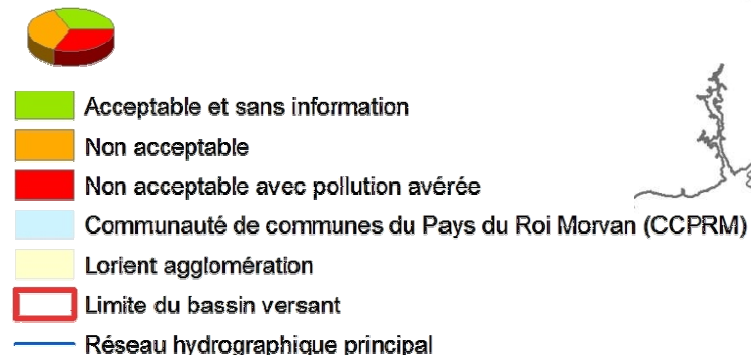 Acceptable et sans information
Non acceptable
Non acceptable avec pollution avérée
Communauté de communes du Pays du Roi Morvan (CCPRM)
Lorient agglomération
Limite du bassin versant
Réseau hydrographique principal